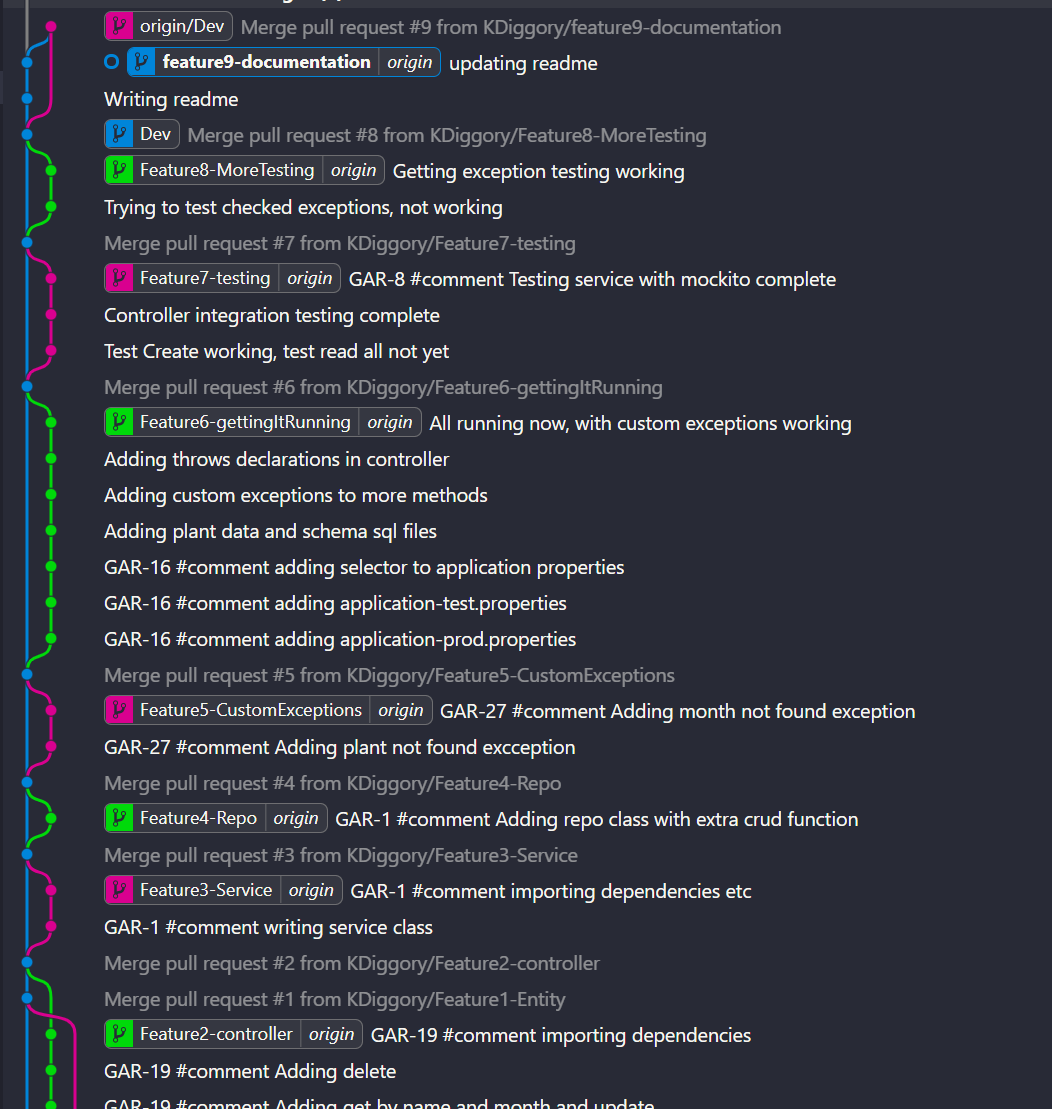 origin/Dev Merge pull request #9 from KDiggory/feature9-documentation
feature9-documentation origin updating readme
Writing readme
Dev Merge pull request #8 from KDiggory/Feature8-MoreTesting
Feature8-MoreTesting origin Getting exception testing working
Trying to test checked exceptions, not working
Merge pull request #7 from KDiggory/Feature7-testing
Feature7-testing origin GAR-8 #comment Testing service with mockito complete
Controller integration testing complete
Test Create working, test read all not yet
Merge pull request #6 from KDiggory/Feature6-gettingItRunning
Feature6-gettingItRunning origin All running now, with custom exceptions working
Adding throws declarations in controller
Adding custom exceptions to more methods
Adding plant data and schema sql files
GAR-16 #comment adding selector to application properties
GAR-16 #comment adding application-test.properties
GAR-16 #comment adding application-prod.properties
Merge pull request #5 from KDiggory/Feature5-CustomExceptions
Feature5-CustomExceptions origin GAR-27 #comment Adding month not found exception
GAR-27 #comment Adding plant not found excception
Merge pull request #4 from KDiggory/Feature4-Repo
Feature4-Repo origin GAR-1 #comment Adding repo class with extra crud function
Merge pull request #3 from KDiggory/Feature3-Service
Feature3-Service origin GAR-1 #comment importing dependencies etc
GAR-1 #comment writing service class
Merge pull request #2 from KDiggory/Feature2-controller
Merge pull request #1 from KDiggory/Feature1-Entity
Feature2-controller origin GAR-19 #comment importing dependencies
GAR-19 #comment Adding delete
GAR-19 #comment Adding get by name and month and update